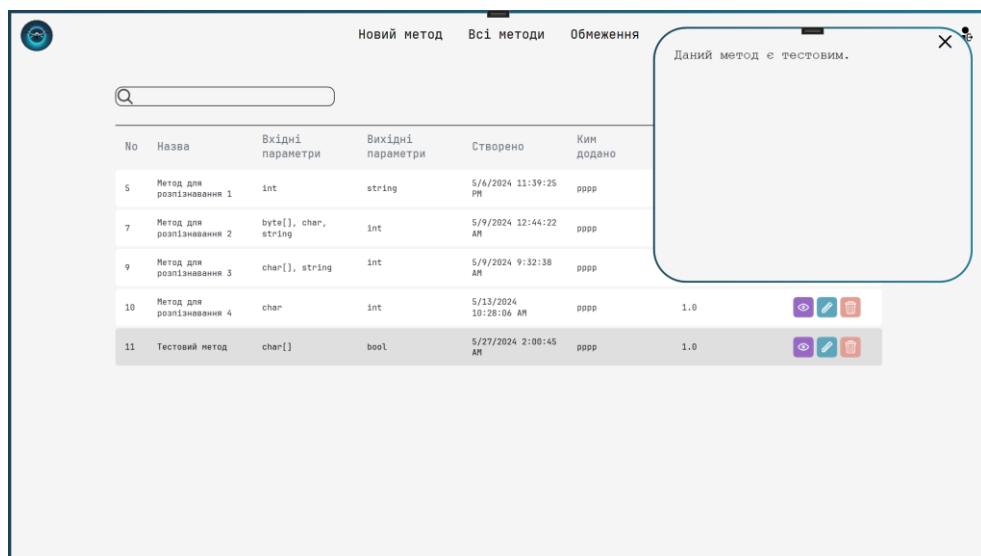 Новий метод Всі методи Обмеження
Даний метод є тестовим.
No Назва Вхідні параметри Вихідні параметри Створено Ким додано
5 Метод для розпізнавання 1 int string 5/6/2024 11:39:25 PM pppp
7 Метод для розпізнавання 2 byte[], char, string int 5/9/2024 12:44:22 AM pppp
9 Метод для розпізнавання 3 char[], string int 5/9/2024 9:32:38 AM pppp
10 Метод для розпізнавання 4 char int 5/13/2024 10:28:06 AM pppp 1.0
11 Тестовий метод char[] bool 5/27/2024 2:00:45 AM pppp 1.0